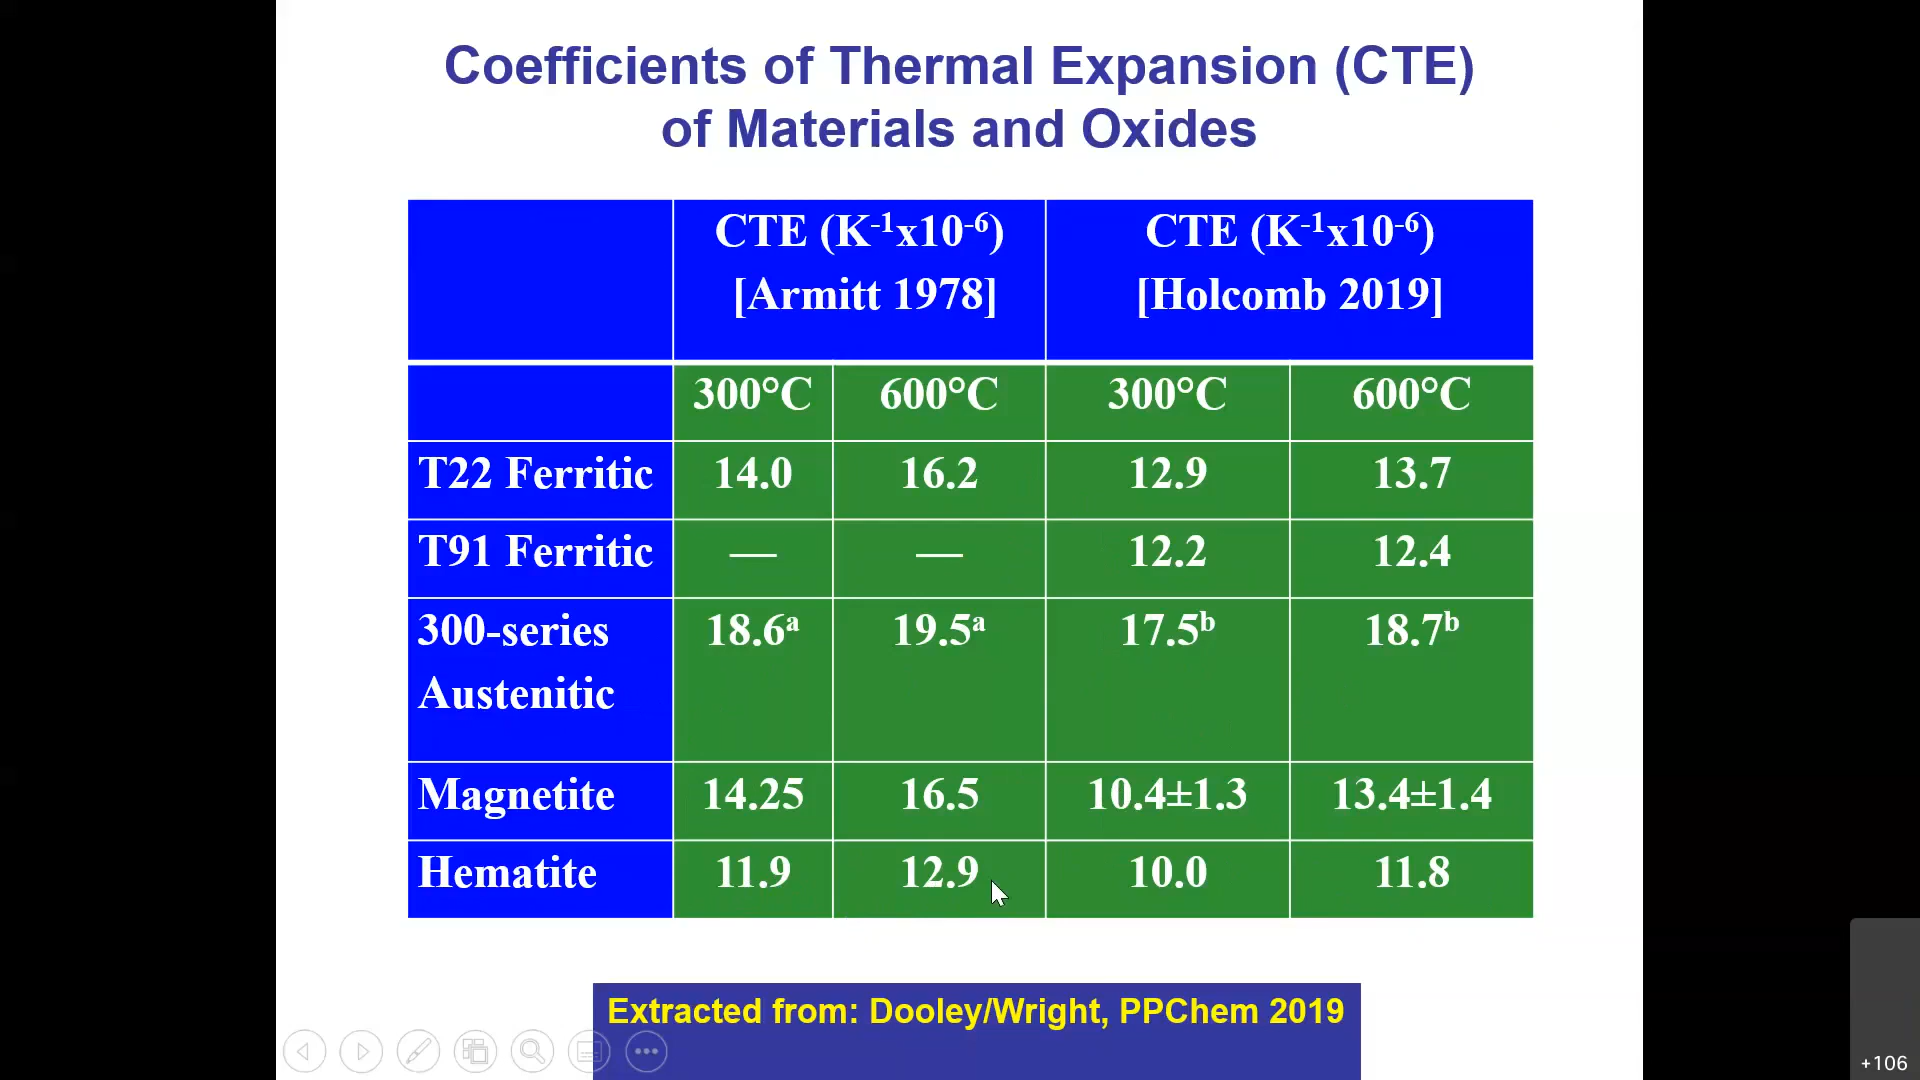 Coefficients of Thermal Expansion (CTE)
of Materials and Oxides
CTE (K⁻¹x10⁻⁶) CTE (K⁻¹x10⁻⁶)
[Armitt 1978] [Holcomb 2019]
300°C 600°C 300°C 600°C
T22 Ferritic 14.0 16.2 12.9 13.7
T91 Ferritic — — 12.2 12.4
300-series 18.6ᵃ 19.5ᵃ 17.5ᵇ 18.7ᵇ
Austenitic
Magnetite 14.25 16.5 10.4±1.3 13.4±1.4
Hematite 11.9 12.9 10.0 11.8
Extracted from: Dooley/Wright, PPChem 2019
+106